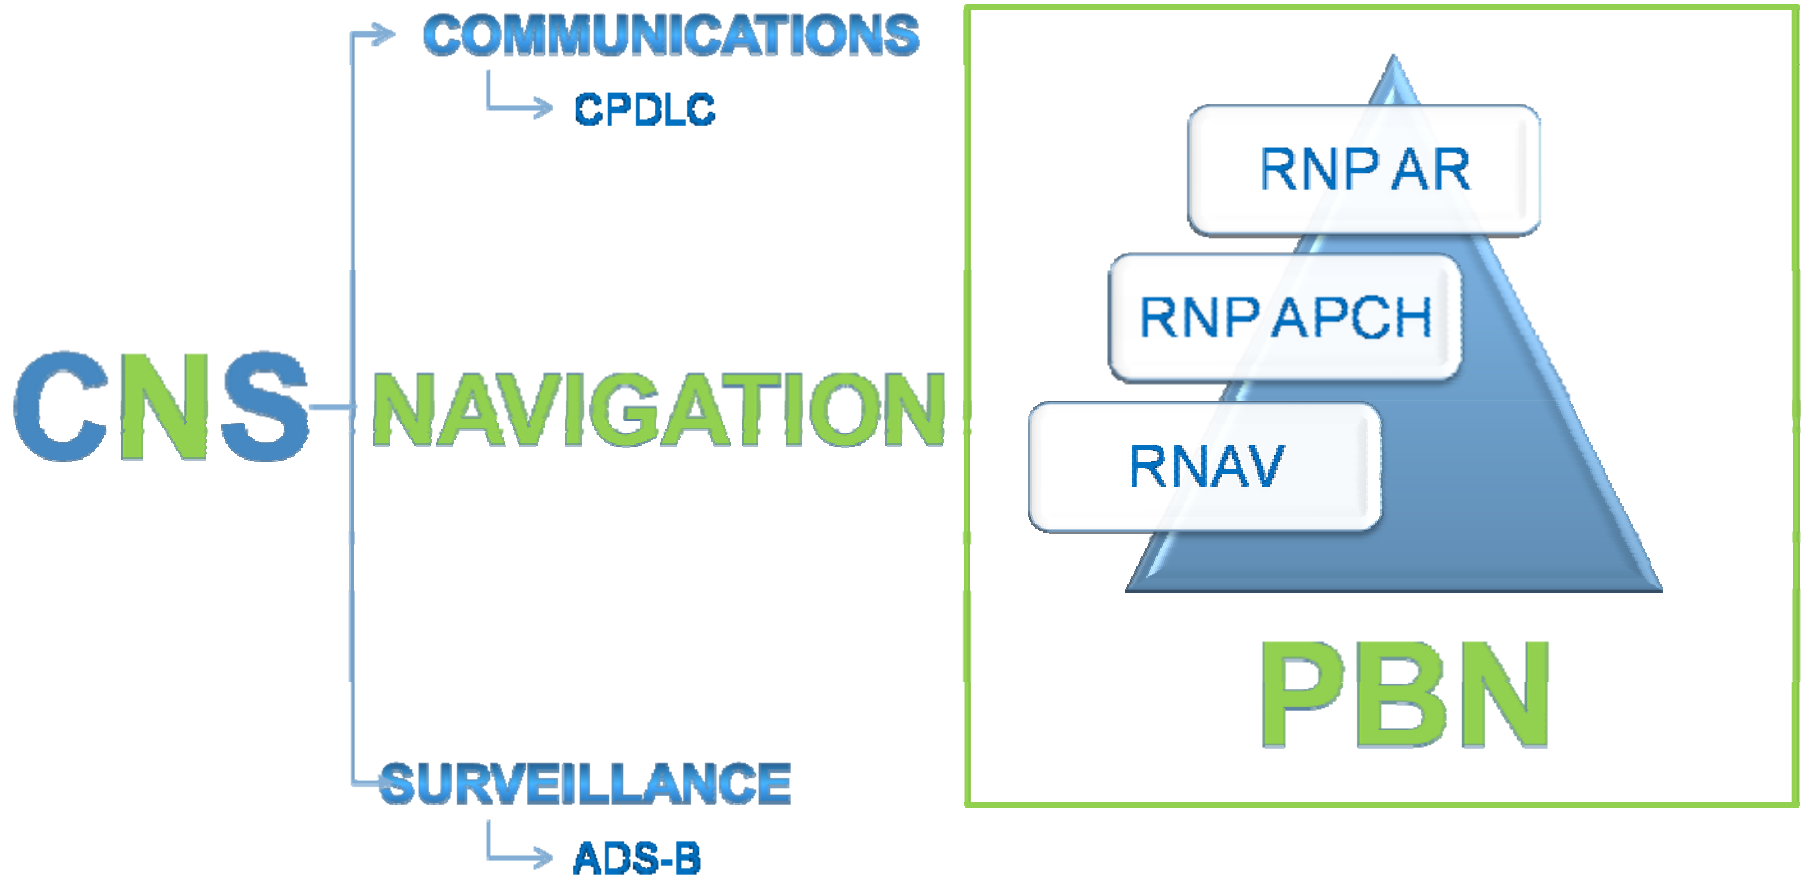 CNS
COMMUNICATIONS
CPDLC
NAVIGATION
SURVEILLANCE
ADS-B
RNP AR
RNP APCH
RNAV
PBN